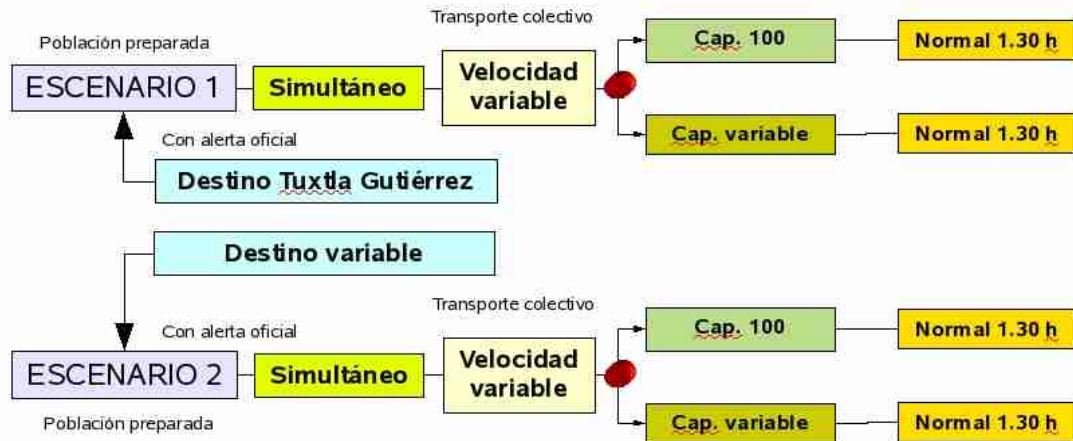 Transporte colectivo
Población preparada
Cap. 100
Normal 1.30 h
ESCENARIO 1
Simultáneo
Velocidad
variable
Con alerta oficial
Cap. variable
Normal 1.30 h
Destino Tuxtla Gutiérrez
Destino variable
Transporte colectivo
Con alerta oficial
Cap. 100
Normal 1.30 h
ESCENARIO 2
Simultáneo
Velocidad
variable
Población preparada
Cap. variable
Normal 1.30 h